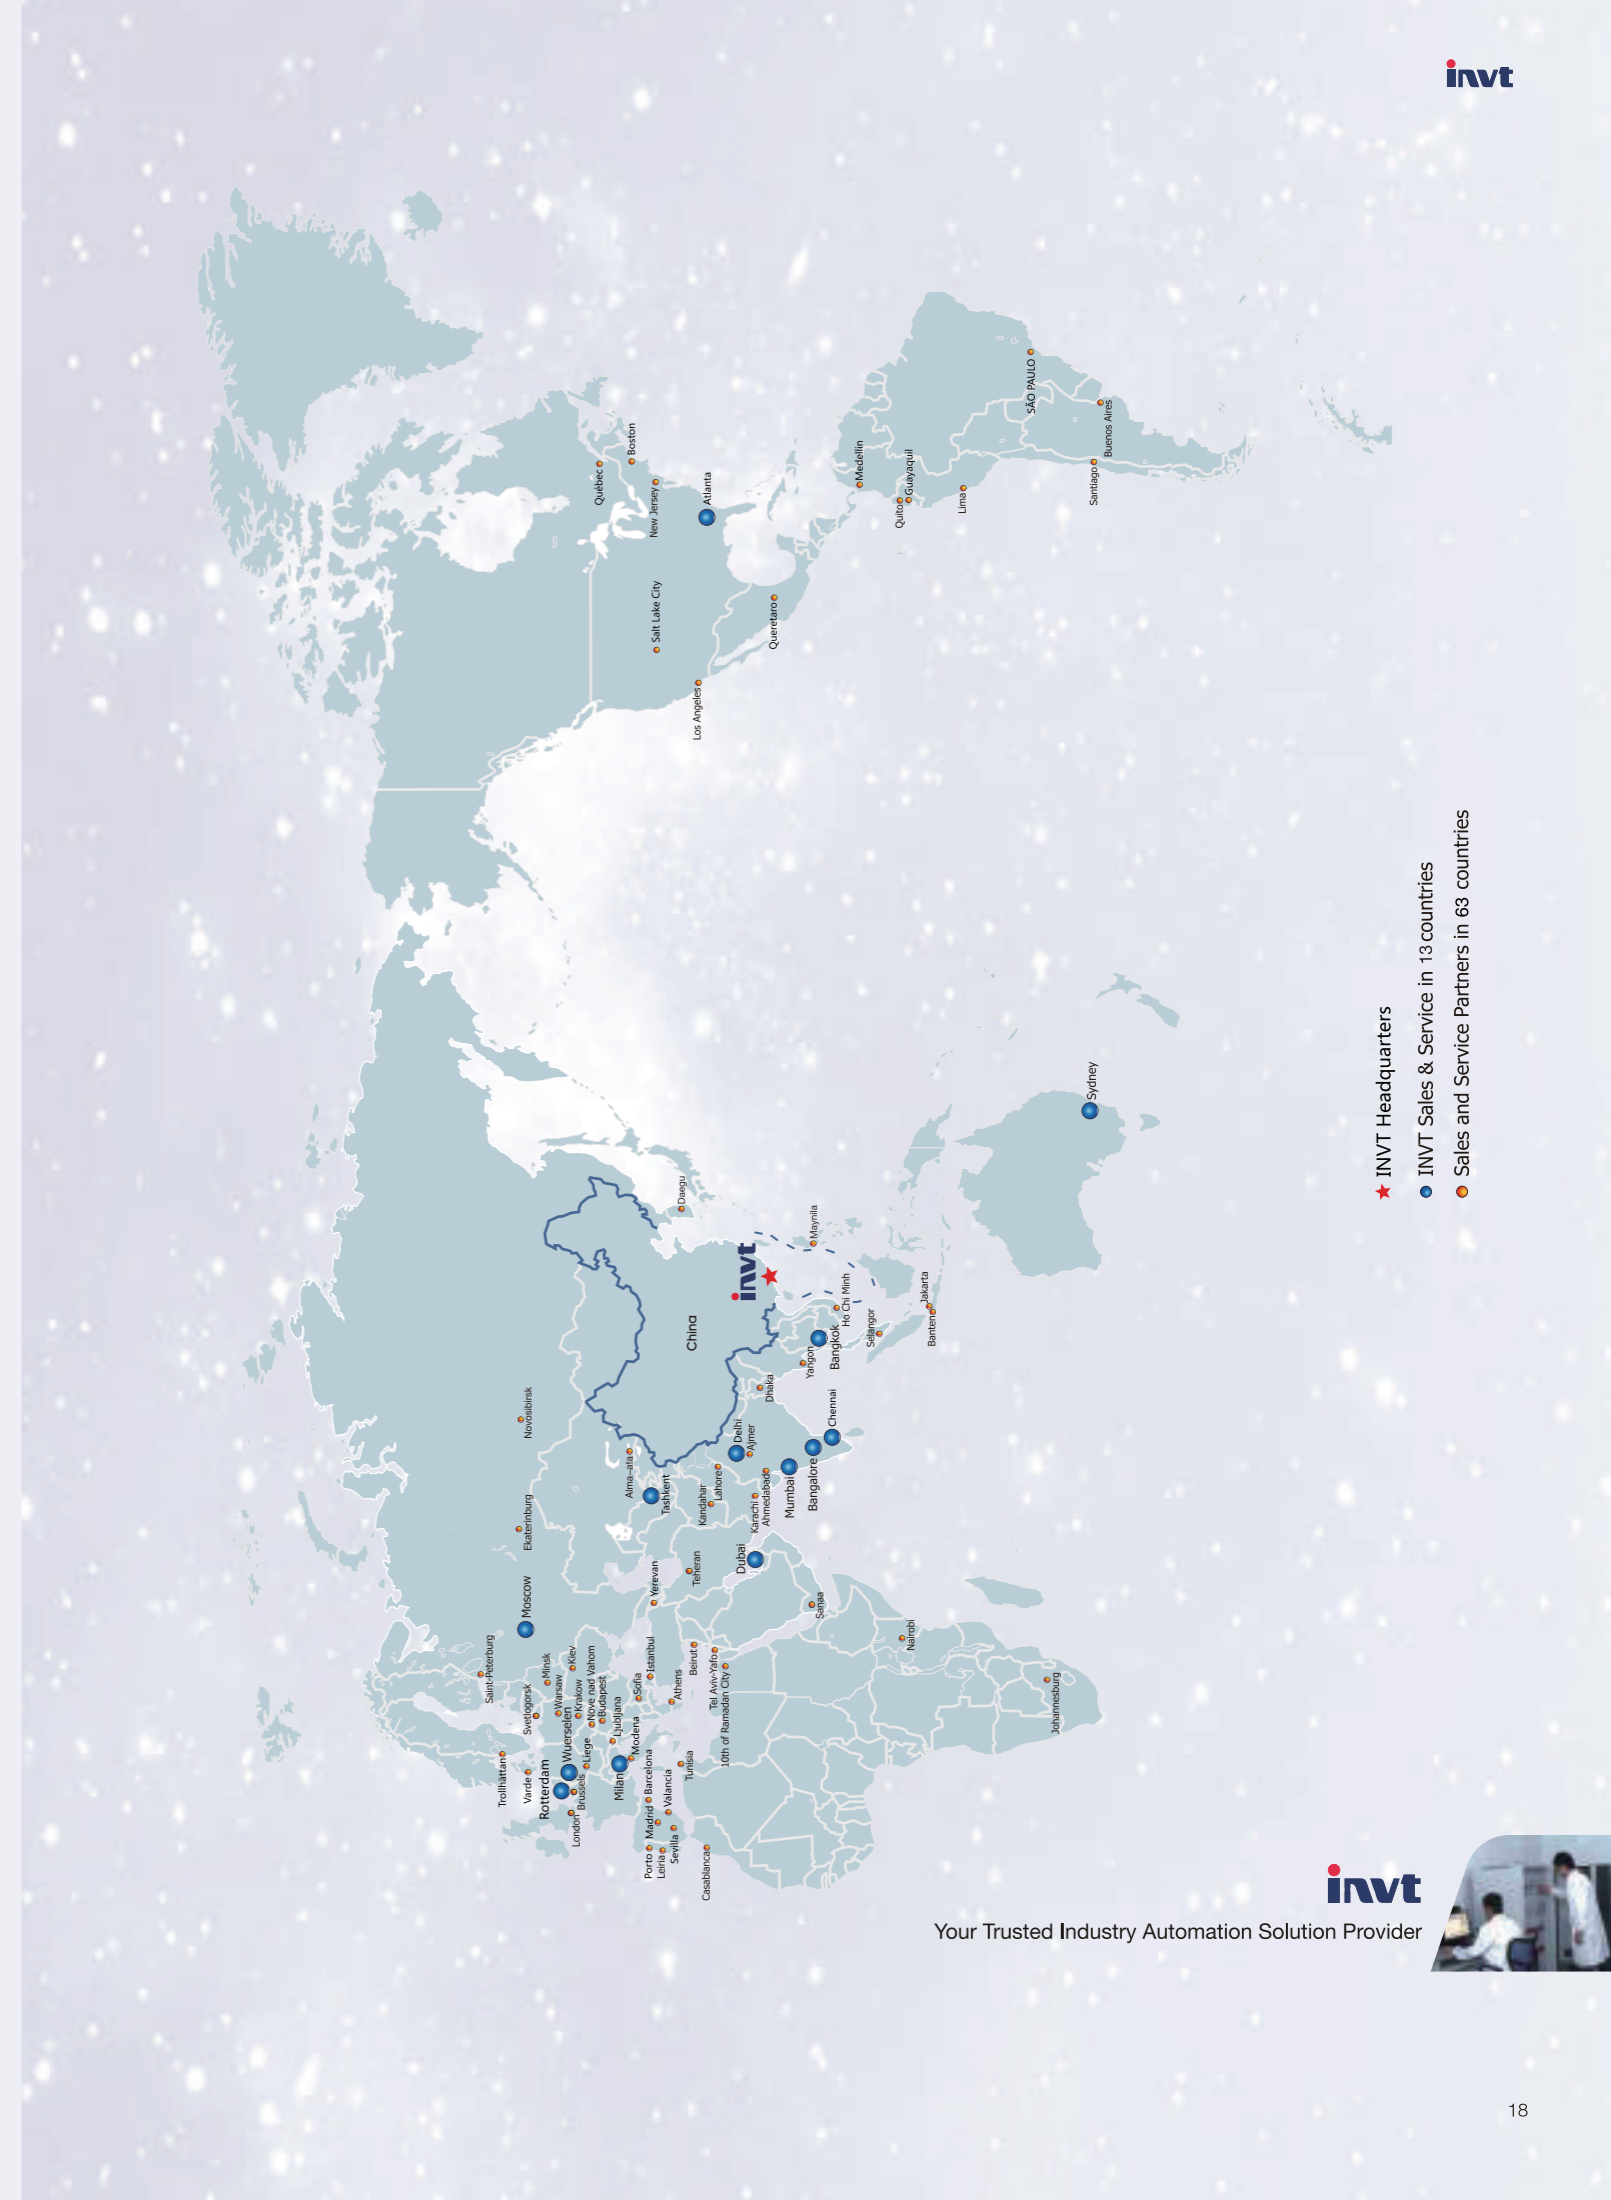 invt
Québec
Boston
New Jersey
Atlanta
Salt Lake City
Los Angeles
Queretaro
Medellin
Quito
Guayaquil
Lima
SÃO PAULO
Buenos Aires
Santiago
Saint-Peterburg
Moscow
Ekaterinburg
Novosibirsk
Trollhättan
Varde
Svetlogorsk
Minsk
Warsaw
Kiev
Krakow
Rotterdam
Wuerselen
Nove nad Vahom
Budapest
London
Brussels
Liege
Ljubljana
Milan
Modena
Sofia
Istanbul
Yerevan
Porto
Madrid
Barcelona
Leiria
Valancia
Sevilla
Athens
Tunisia
Casablanca
Beirut
Tel Aviv-Yafo
10th of Ramadan City
Teheran
Alma-ata
Tashkent
Kandahar
Lahore
Delhi
Ajmer
Karachi
Ahmedabad
Dubai
Mumbai
Bangalore
Chennai
Sanaa
Nairobi
Johannesburg
China
invt
Daegu
Dhaka
Yangon
Bangkok
Ho Chi Minh
Maynila
Selangor
Jakarta
Banten
Sydney
INVT Headquarters
INVT Sales & Service in 13 countries
Sales and Service Partners in 63 countries
invt
Your Trusted Industry Automation Solution Provider
18